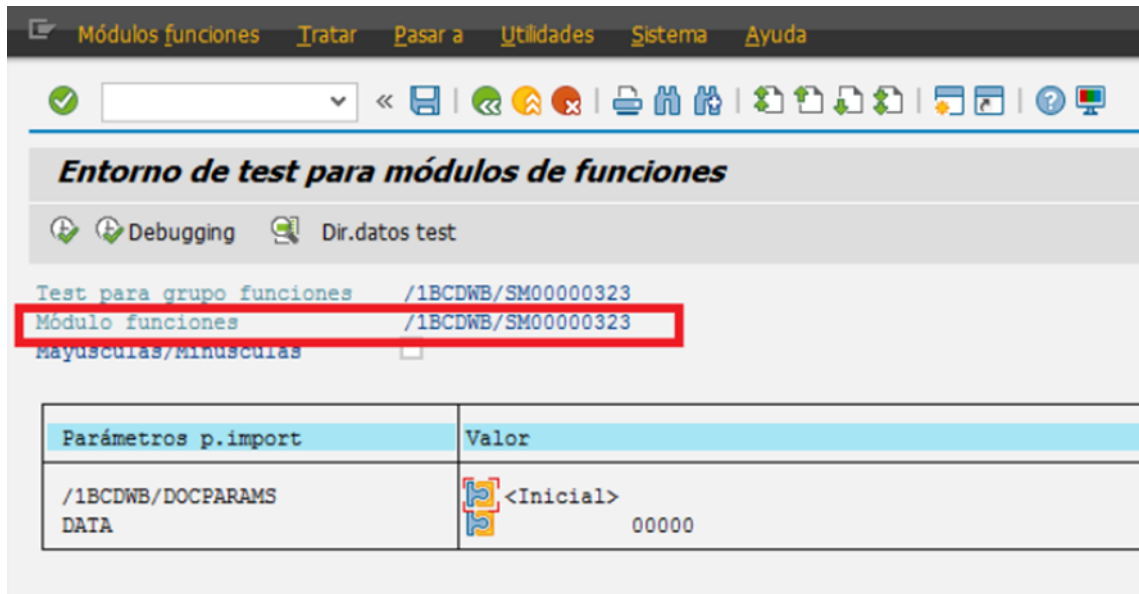 Módulos funciones Tratar Pasar a Utilidades Sistema Ayuda
Entorno de test para módulos de funciones
Debugging Dir.datos test
Test para grupo funciones /1BCDWB/SM00000323
Módulo funciones /1BCDWB/SM00000323
Mayúsculas/Minúsculas
Parámetros p.import Valor
/1BCDWB/DOCPARAMS <Inicial>
DATA 00000